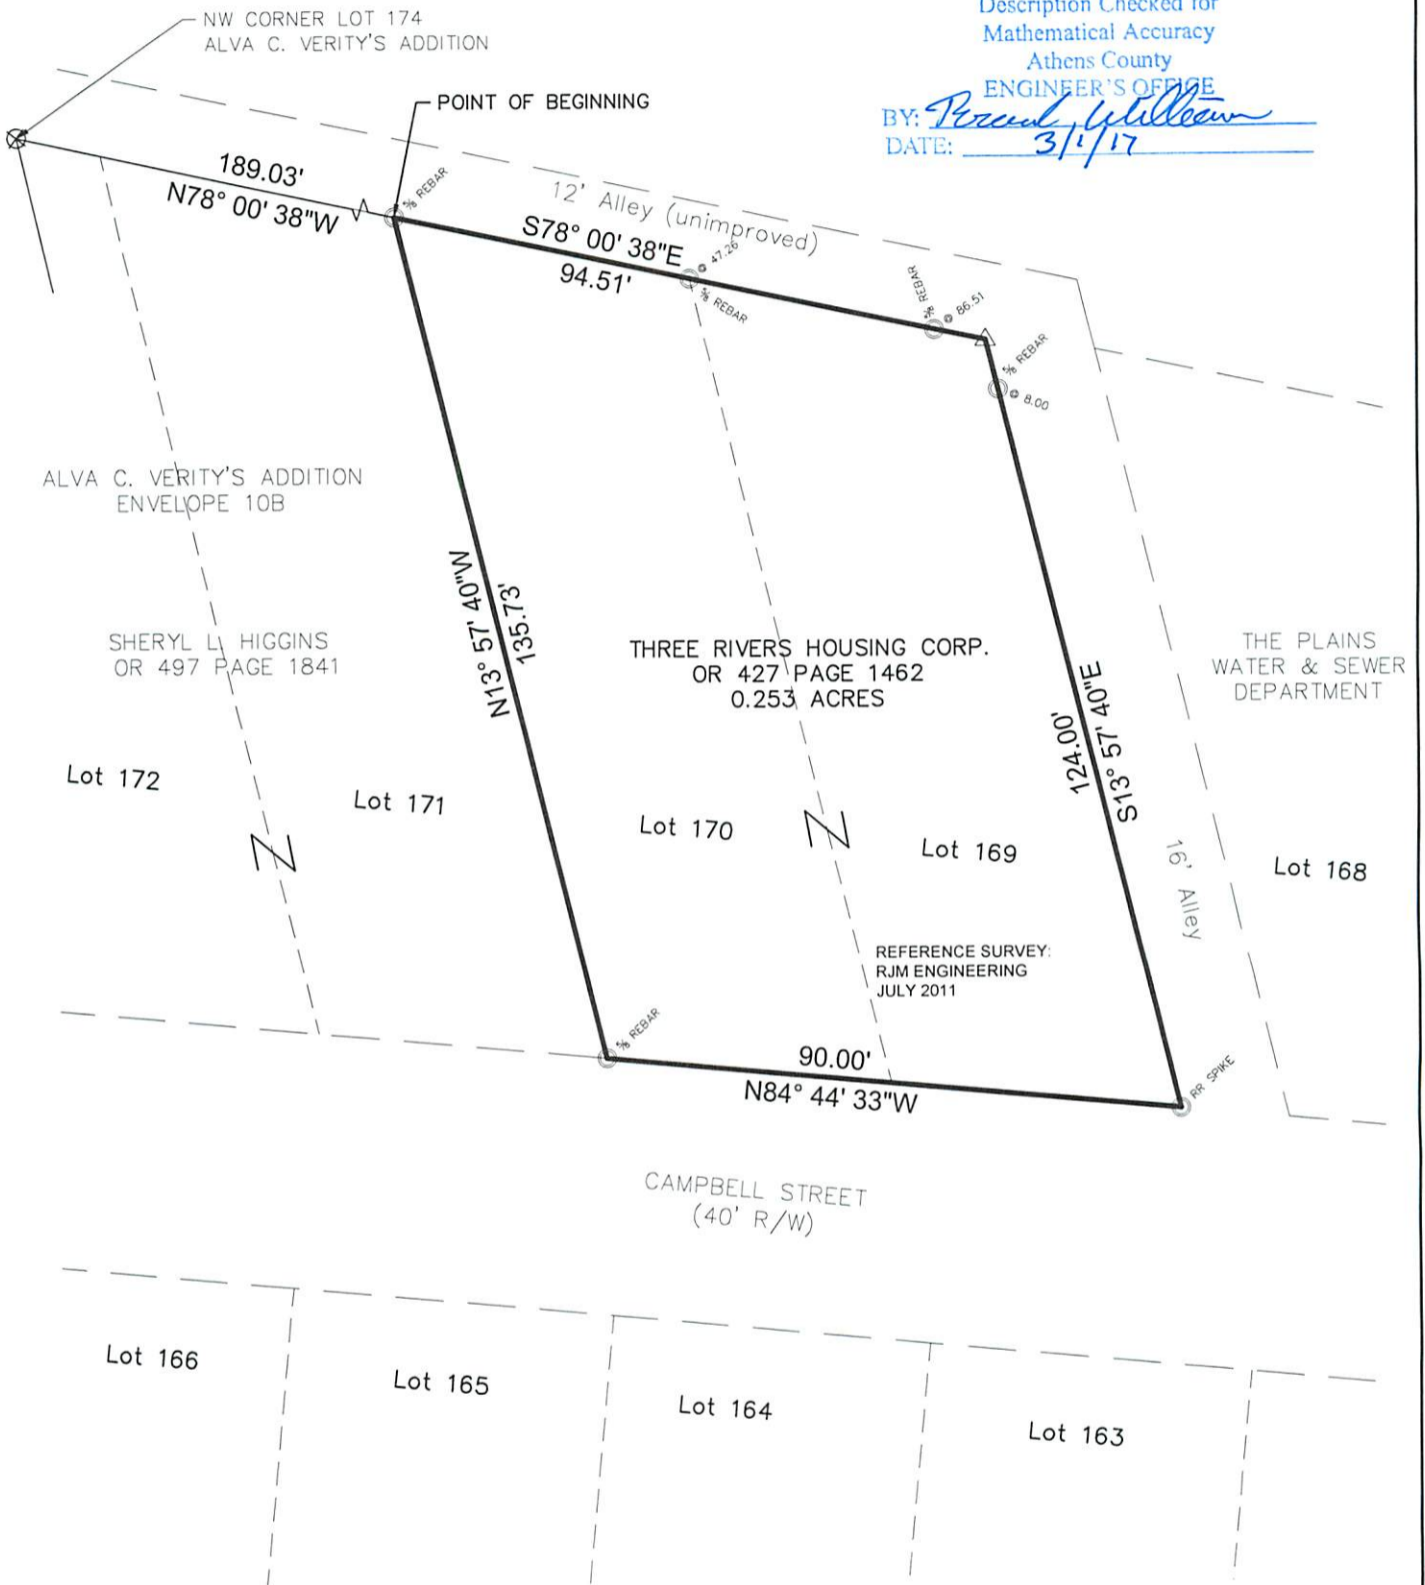 NW CORNER LOT 174
ALVA C. VERITY'S ADDITION
Description Checked for
Mathematical Accuracy
Athens County
ENGINEER'S OFFICE
BY:
DATE: 3/1/17
POINT OF BEGINNING
189.03'
N78° 00' 38"W
⅝ REBAR
12' Alley (unimproved)
S78° 00' 38"E
94.51'
@ 47.26
⅝ REBAR
⅝ REBAR
@ 86.51
⅝ REBAR
@ 8.00
ALVA C. VERITY'S ADDITION
ENVELOPE 10B
N13° 57' 40"W
135.73'
SHERYL L. HIGGINS
OR 497 PAGE 1841
THREE RIVERS HOUSING CORP.
OR 427 PAGE 1462
0.253 ACRES
124.00'
S13° 57' 40"E
THE PLAINS
WATER & SEWER
DEPARTMENT
Lot 172
Lot 171
Lot 170
Lot 169
16' Alley
Lot 168
REFERENCE SURVEY:
RJM ENGINEERING
JULY 2011
⅝ REBAR
90.00'
N84° 44' 33"W
RR SPIKE
CAMPBELL STREET
(40' R/W)
Lot 166
Lot 165
Lot 164
Lot 163